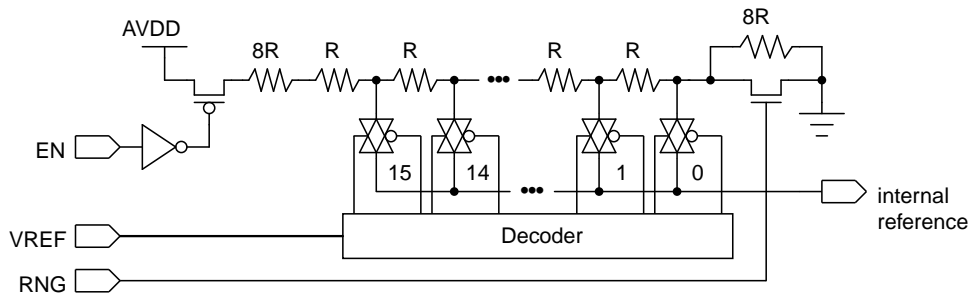 AVDD
8R
R
R
R
R
8R
EN
15
14
1
0
internal
reference
VREF
Decoder
RNG